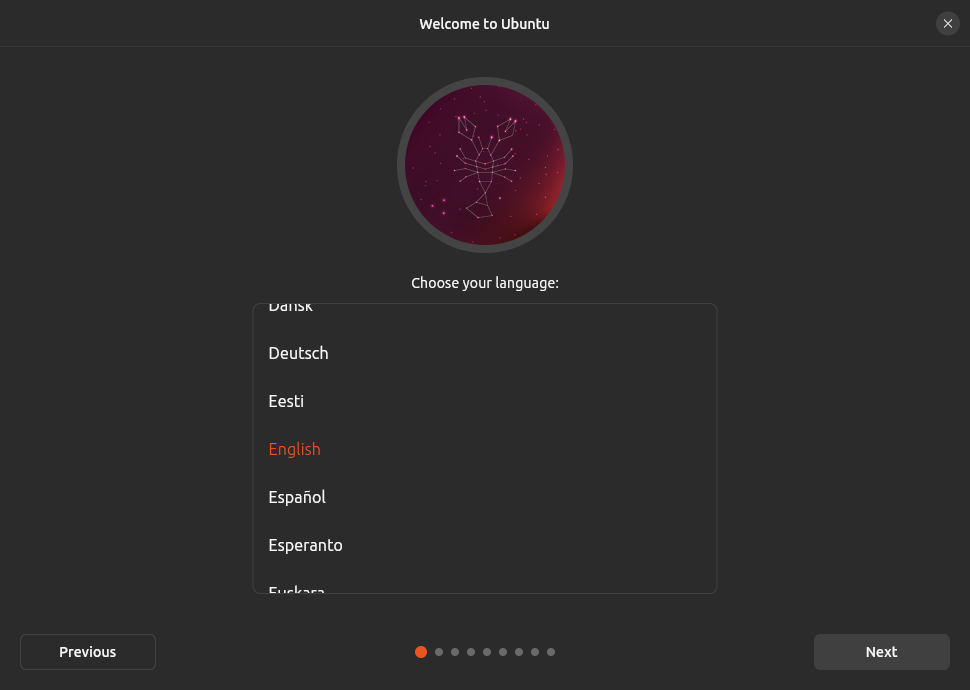 Welcome to Ubuntu
Choose your language:
Dansk
Deutsch
Eesti
English
Español
Esperanto
Euskara
Previous
Next